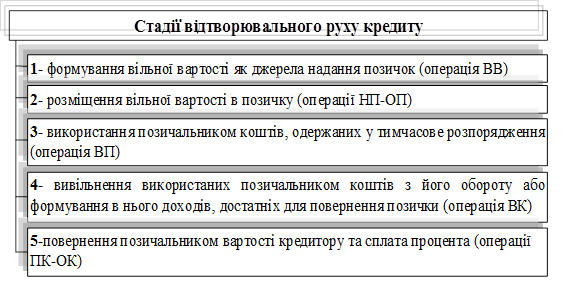 Стадії відтворювального руху кредиту
1- формування вільної вартості як джерела надання позичок (операція ВВ)
2- розміщення вільної вартості в позичку (операції НП-ОП)
3- використання позичальником коштів, одержаних у тимчасове розпорядження
(операція ВП)
4- вивільнення використаних позичальником коштів з його обороту або
формування в нього доходів, достатніх для повернення позички (операція ВК)
5-повернення позичальником вартості кредитору та сплата процента (операції
ПК-ОК)